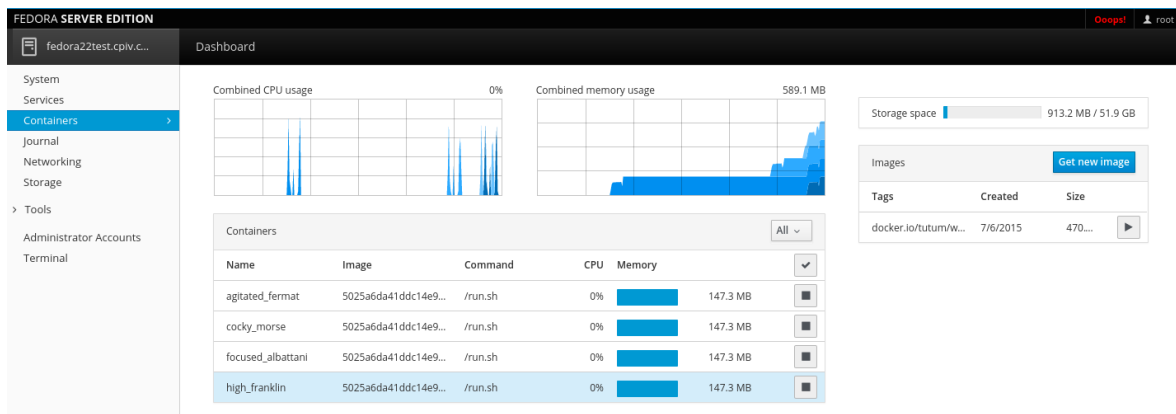 FEDORA SERVER EDITION
Ooops! root
fedora22test.cpiv.c... Dashboard
System
Services
Containers
Journal
Networking
Storage
Tools
Administrator Accounts
Terminal
Combined CPU usage 0%
Combined memory usage 589.1 MB
Containers All
Name Image Command CPU Memory
agitated_fermat 5025a6da41ddc14e9... /run.sh 0% 147.3 MB
cocky_morse 5025a6da41ddc14e9... /run.sh 0% 147.3 MB
focused_albattani 5025a6da41ddc14e9... /run.sh 0% 147.3 MB
high_franklin 5025a6da41ddc14e9... /run.sh 0% 147.3 MB
Storage space 913.2 MB / 51.9 GB
Images Get new image
Tags Created Size
docker.io/tutum/w... 7/6/2015 470....